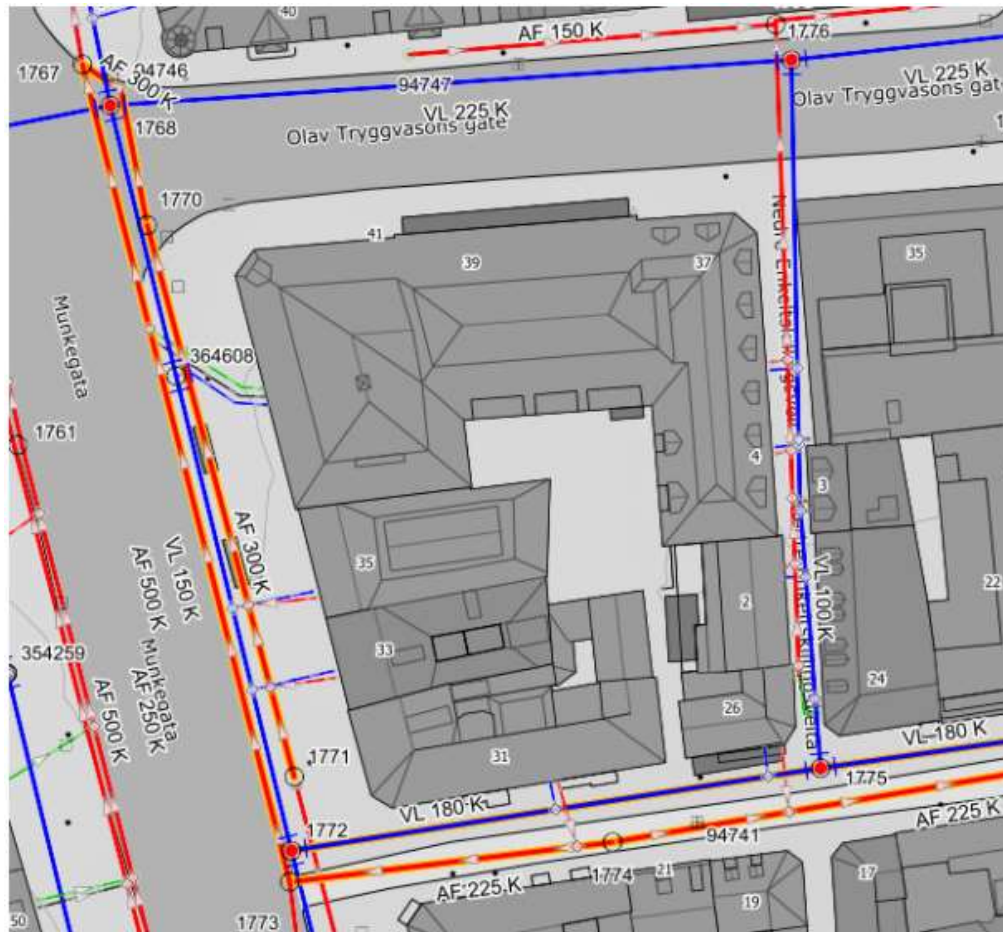 40
AF 150 K
1776
1767
AF 300 K
94746
94747
VL 225 K
VL 225 K
Olav Tryggvasons gate
Olav Tryggvasons gate
1768
1770
41
39
37
35
Munkegata
364608
1761
4
3
AF 300 K
35
VL 150 K
AF 500 K
VL 100 K
2
22
33
354259
Munkegata
AF 250 K
AF 500 K
24
26
31
1771
VL 180 K
1775
VL 180 K
1772
94741
AF 225 K
AF 225 K
1774
21
17
19
1773
50